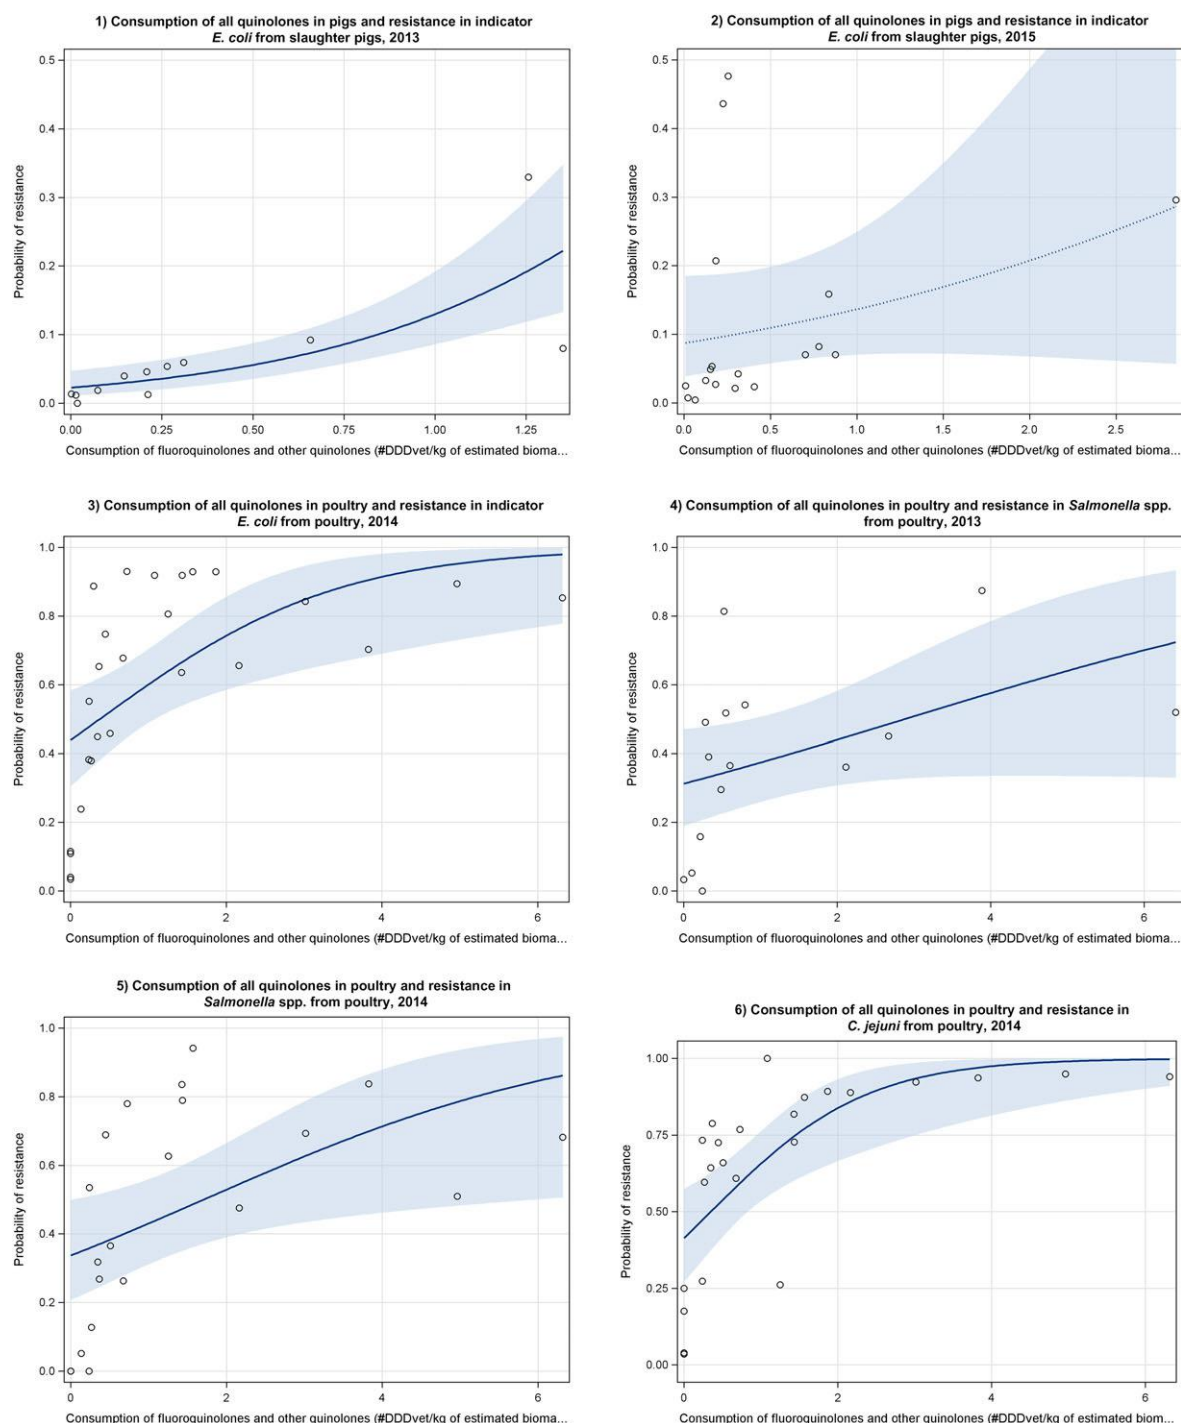 1) Consumption of all quinolones in pigs and resistance in indicator
E. coli from slaughter pigs, 2013
0.5
0.4
0.3
0.2
0.1
0.0
Probability of resistance
0.00 0.25 0.50 0.75 1.00 1.25
Consumption of fluoroquinolones and other quinolones (#DDDvet/kg of estimated bioma...
2) Consumption of all quinolones in pigs and resistance in indicator
E. coli from slaughter pigs, 2015
0.5
0.4
0.3
0.2
0.1
0.0
Probability of resistance
0.0 0.5 1.0 1.5 2.0 2.5
Consumption of fluoroquinolones and other quinolones (#DDDvet/kg of estimated bioma...
3) Consumption of all quinolones in poultry and resistance in indicator
E. coli from poultry, 2014
1.0
0.8
0.6
0.4
0.2
0.0
Probability of resistance
0 2 4 6
Consumption of fluoroquinolones and other quinolones (#DDDvet/kg of estimated bioma...
4) Consumption of all quinolones in poultry and resistance in Salmonella spp.
from poultry, 2013
1.0
0.8
0.6
0.4
0.2
0.0
Probability of resistance
0 2 4 6
Consumption of fluoroquinolones and other quinolones (#DDDvet/kg of estimated bioma...
5) Consumption of all quinolones in poultry and resistance in
Salmonella spp. from poultry, 2014
1.0
0.8
0.6
0.4
0.2
0.0
Probability of resistance
0 2 4 6
Consumption of fluoroquinolones and other quinolones (#DDDvet/kg of estimated bioma...
6) Consumption of all quinolones in poultry and resistance in
C. jejuni from poultry, 2014
1.00
0.75
0.50
0.25
0.00
Probability of resistance
0 2 4 6
Consumption of fluoroquinolones and other quinolones (#DDDvet/kg of estimated bioma...